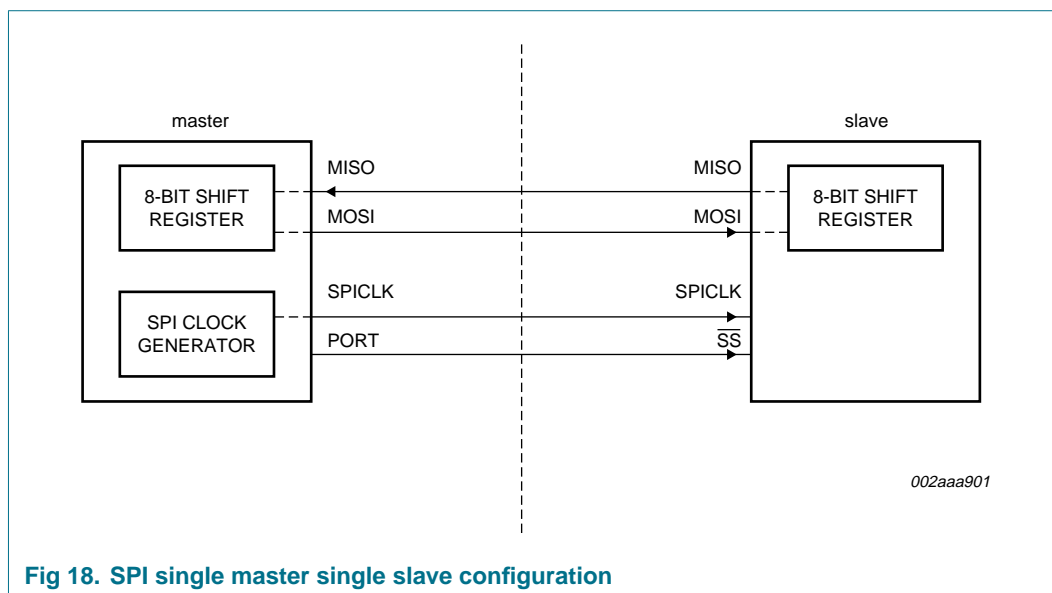 master
slave
8-BIT SHIFT
REGISTER
MISO
MISO
8-BIT SHIFT
REGISTER
MOSI
MOSI
SPI CLOCK
GENERATOR
SPICLK
SPICLK
PORT
S̅S̅
002aaa901
Fig 18. SPI single master single slave configuration